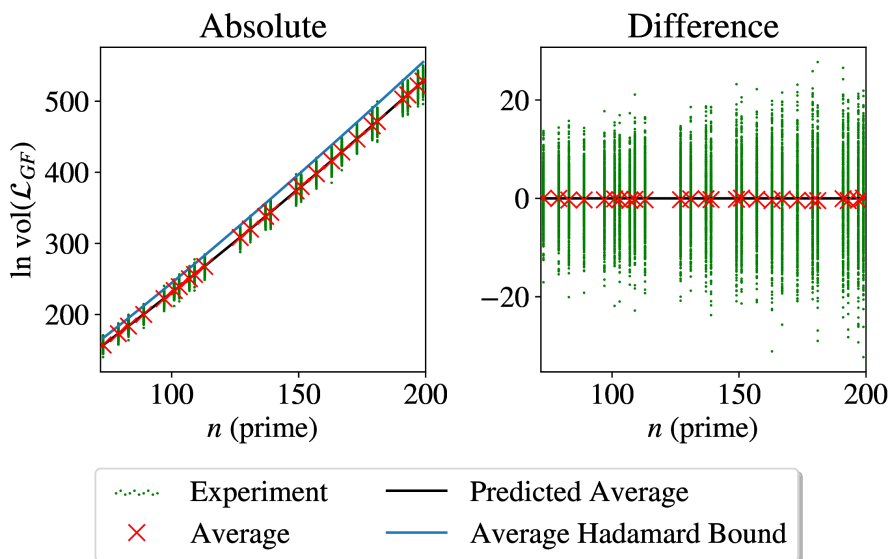 Absolute
Difference
ln vol(𝓛_GF)
500
400
300
200
100
150
200
n (prime)
20
0
−20
100
150
200
n (prime)
Experiment
Predicted Average
Average
Average Hadamard Bound